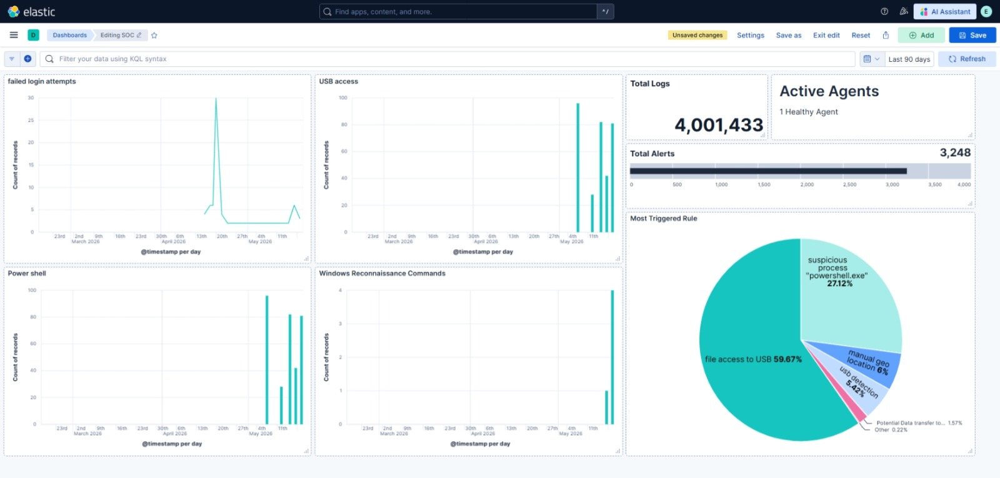 elastic
Find apps, content, and more.
^/
AI Assistant
E
D
Dashboards
Editing SOC
Unsaved changes
Settings
Save as
Exit edit
Reset
Add
Save
Filter your data using KQL syntax
Last 90 days
Refresh
failed login attempts
Count of records
30
25
20
15
10
5
0
23rd 2nd 9th 16th 23rd 30th 6th 13th 20th 27th 4th 11th
March 2026 April 2026 May 2026
@timestamp per day
USB access
Count of records
100
80
60
40
20
0
23rd 2nd 9th 16th 23rd 30th 6th 13th 20th 27th 4th 11th
March 2026 April 2026 May 2026
@timestamp per day
Total Logs
4,001,433
Active Agents
1 Healthy Agent
Total Alerts
3,248
0 500 1,000 1,500 2,000 2,500 3,000 3,500 4,000
Power shell
Count of records
100
80
60
40
20
0
23rd 2nd 9th 16th 23rd 30th 6th 13th 20th 27th 4th 11th
March 2026 April 2026 May 2026
@timestamp per day
Windows Reconnaissance Commands
Count of records
4
3
2
1
0
23rd 2nd 9th 16th 23rd 30th 6th 13th 20th 27th 4th 11th
March 2026 April 2026 May 2026
@timestamp per day
Most Triggered Rule
suspicious
process
"powershell.exe"
27.12%
manual geo
location 6%
usb detection
5.42%
file access to USB 59.67%
Potential Data transfer to... 1.57%
Other 0.22%